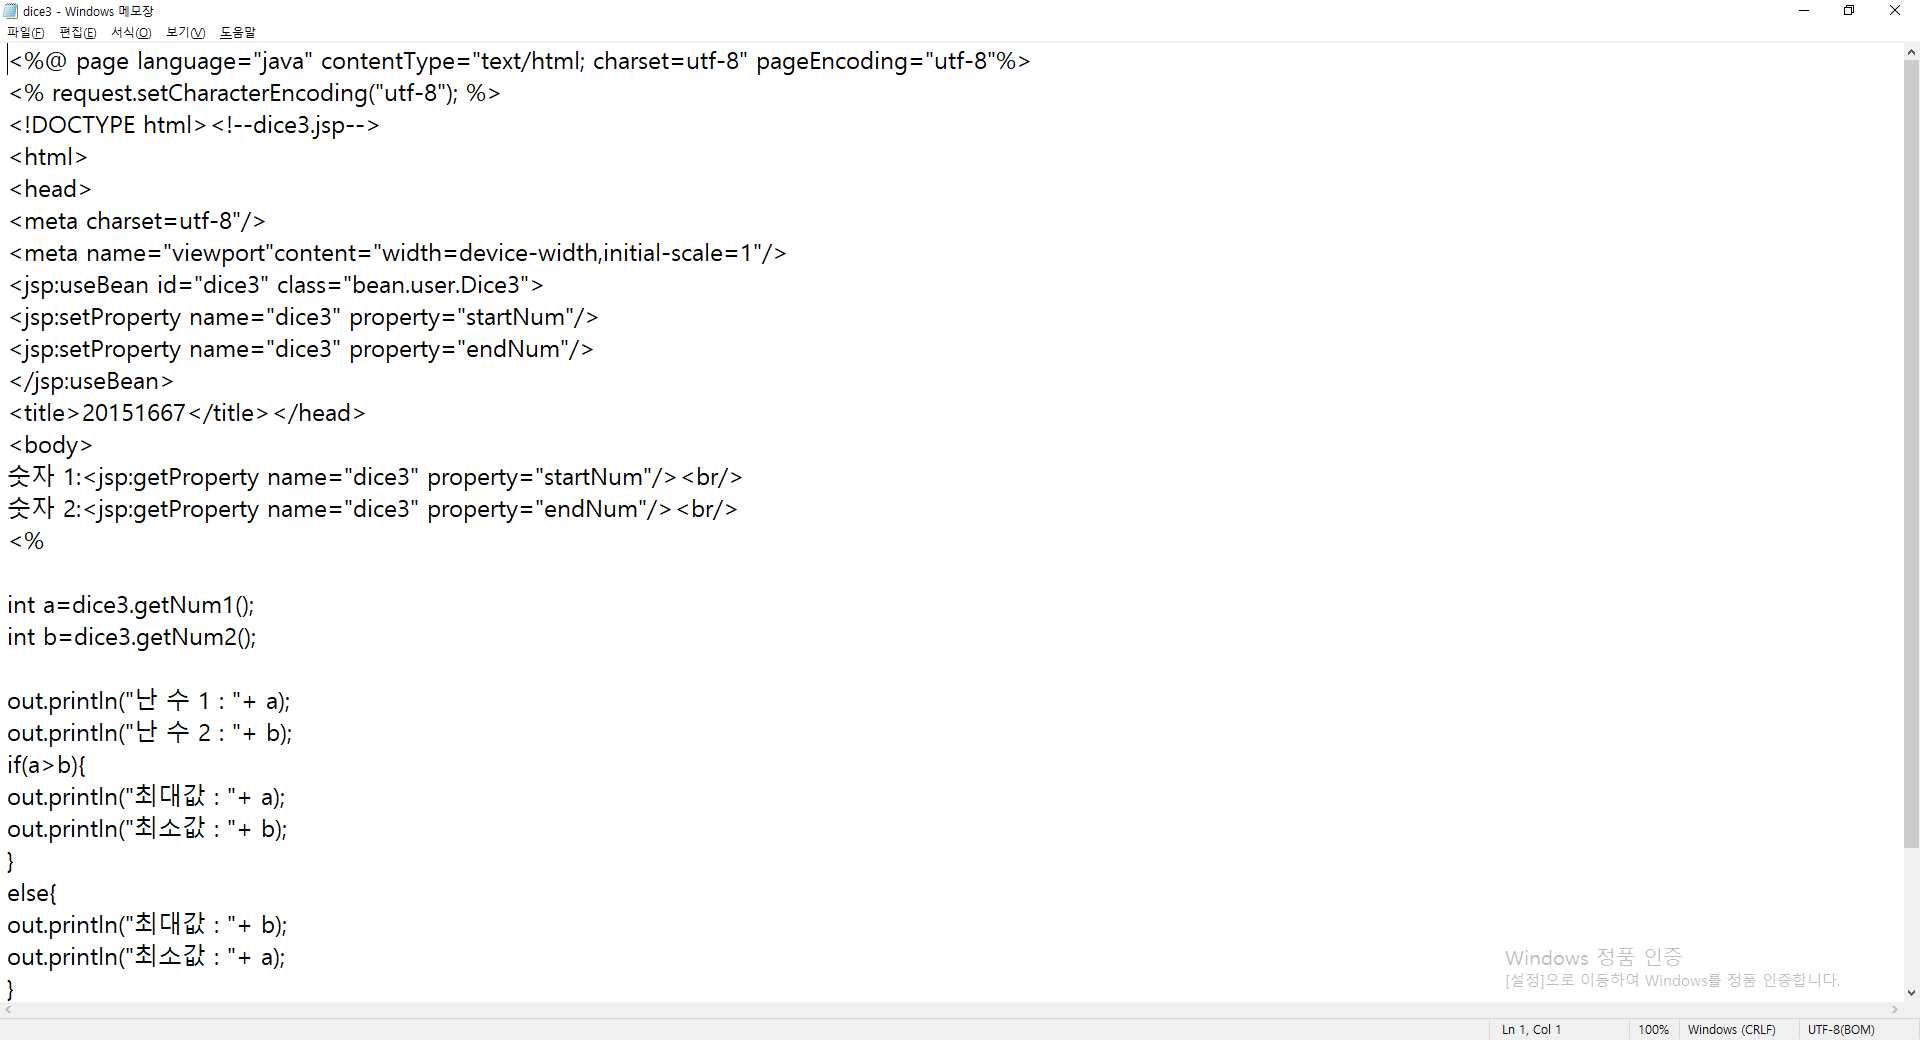 dice3 - Windows 메모장
파일(F) 편집(E) 서식(O) 보기(V) 도움말
<%@ page language="java" contentType="text/html; charset=utf-8" pageEncoding="utf-8"%>
<% request.setCharacterEncoding("utf-8"); %>
<!DOCTYPE html><!--dice3.jsp-->
<html>
<head>
<meta charset=utf-8"/>
<meta name="viewport"content="width=device-width,initial-scale=1"/>
<jsp:useBean id="dice3" class="bean.user.Dice3">
<jsp:setProperty name="dice3" property="startNum"/>
<jsp:setProperty name="dice3" property="endNum"/>
</jsp:useBean>
<title>20151667</title></head>
<body>
숫자 1:<jsp:getProperty name="dice3" property="startNum"/><br/>
숫자 2:<jsp:getProperty name="dice3" property="endNum"/><br/>
<%
int a=dice3.getNum1();
int b=dice3.getNum2();
out.println("난 수 1 : "+ a);
out.println("난 수 2 : "+ b);
if(a>b){
out.println("최대값 : "+ a);
out.println("최소값 : "+ b);
}
else{
out.println("최대값 : "+ b);
out.println("최소값 : "+ a);
}
Windows 정품 인증
[설정]으로 이동하여 Windows를 정품 인증합니다.
Ln 1, Col 1 100% Windows (CRLF) UTF-8(BOM)